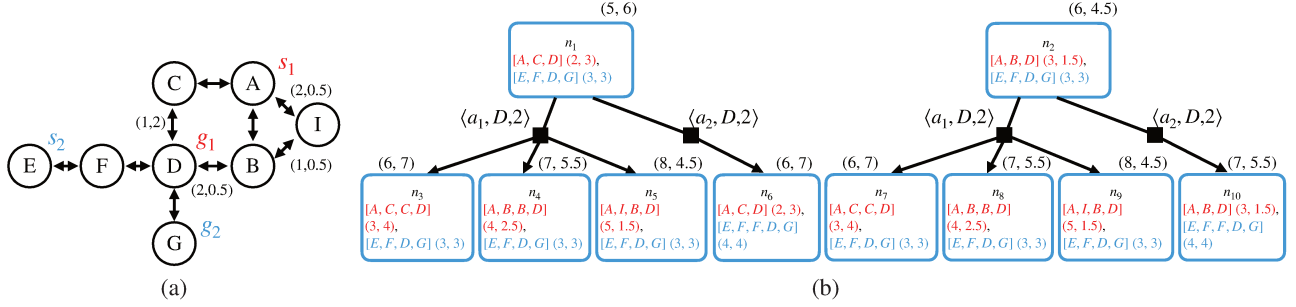 s₁
C
A
(2,0.5)
(1,2)
I
s₂
g₁
E
F
D
B
(1,0.5)
(2,0.5)
g₂
G
(a)
(5, 6)
n₁
[A, C, D] (2, 3),
[E, F, D, G] (3, 3)
⟨a₁, D,2⟩
⟨a₂, D,2⟩
(6, 7)
(7, 5.5)
(8, 4.5)
(6, 7)
n₃
[A, C, C, D]
(3, 4),
[E, F, D, G] (3, 3)
n₄
[A, B, B, D]
(4, 2.5),
[E, F, D, G] (3, 3)
n₅
[A, I, B, D]
(5, 1.5),
[E, F, D, G] (3, 3)
n₆
[A, C, D] (2, 3),
[E, F, F, D, G]
(4, 4)
(6, 4.5)
n₂
[A, B, D] (3, 1.5),
[E, F, D, G] (3, 3)
⟨a₁, D,2⟩
⟨a₂, D,2⟩
(6, 7)
(7, 5.5)
(8, 4.5)
(7, 5.5)
n₇
[A, C, C, D]
(3, 4),
[E, F, D, G] (3, 3)
n₈
[A, B, B, D]
(4, 2.5),
[E, F, D, G] (3, 3)
n₉
[A, I, B, D]
(5, 1.5),
[E, F, D, G] (3, 3)
n₁₀
[A, B, D] (3, 1.5),
[E, F, F, D, G]
(4, 4)
(b)